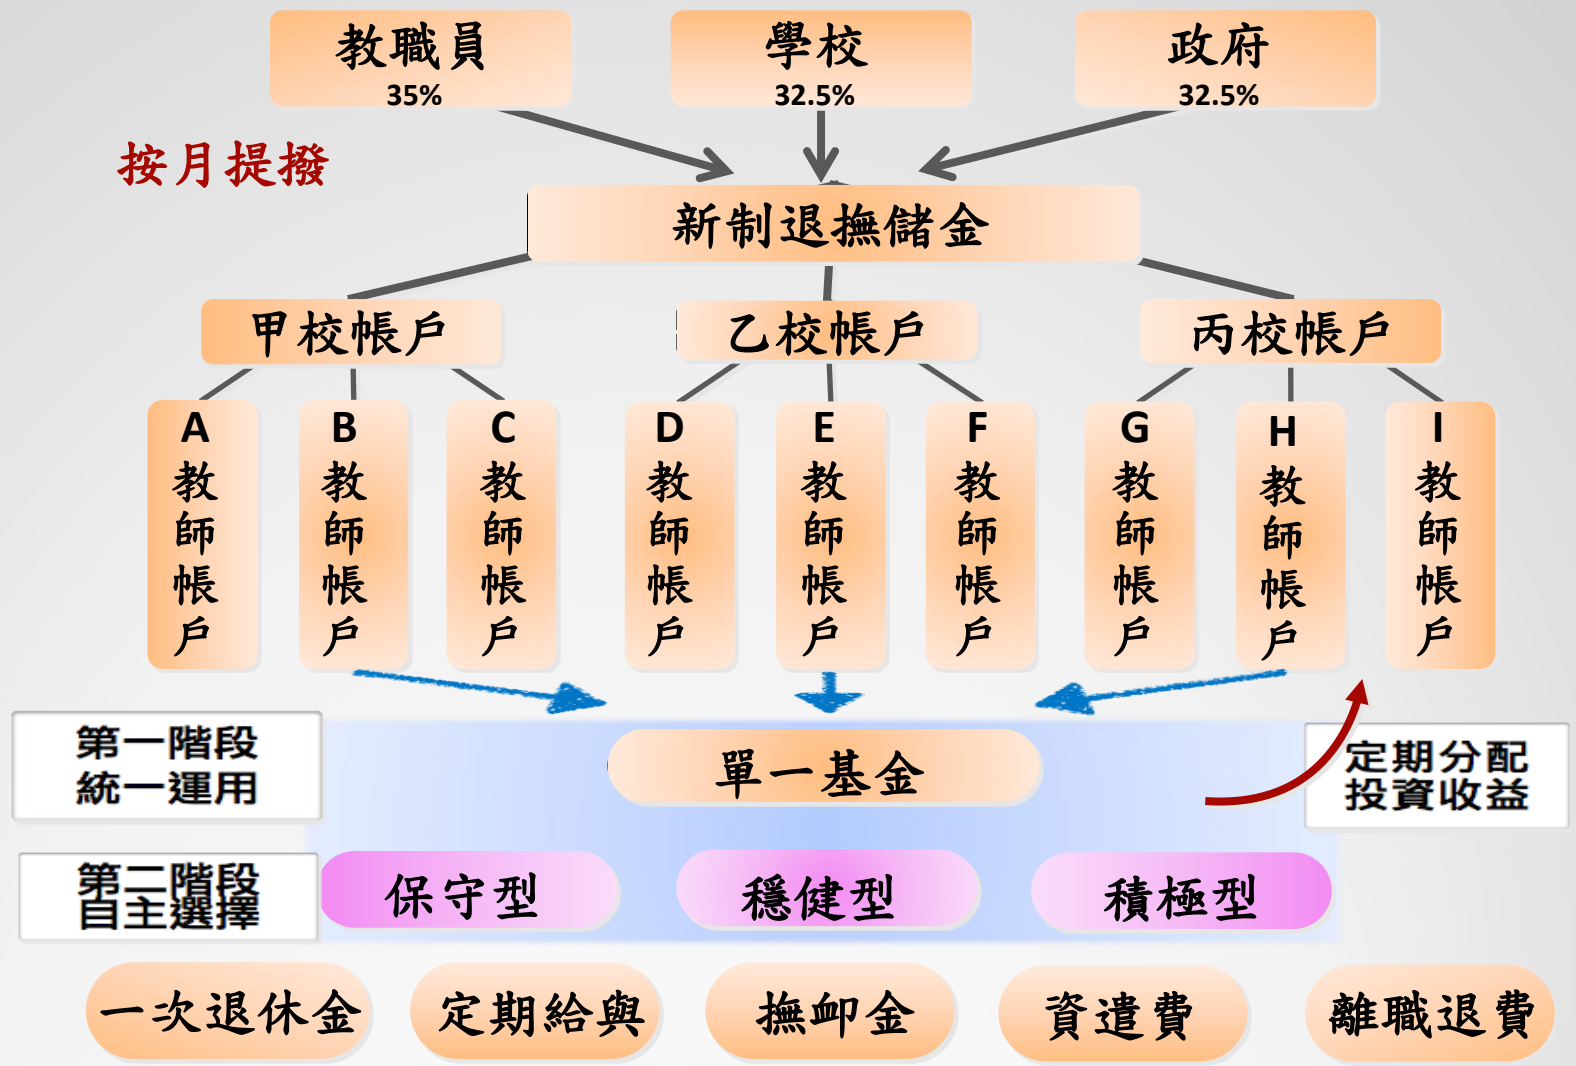 教職員
35%
學校
32.5%
政府
32.5%
按月提撥
新制退撫儲金
甲校帳戶
乙校帳戶
丙校帳戶
A
教
師
帳
戶
B
教
師
帳
戶
C
教
師
帳
戶
D
教
師
帳
戶
E
教
師
帳
戶
F
教
師
帳
戶
G
教
師
帳
戶
H
教
師
帳
戶
I
教
師
帳
戶
第一階段
統一運用
單一基金
定期分配
投資收益
第二階段
自主選擇
保守型
穩健型
積極型
一次退休金
定期給與
撫卹金
資遣費
離職退費